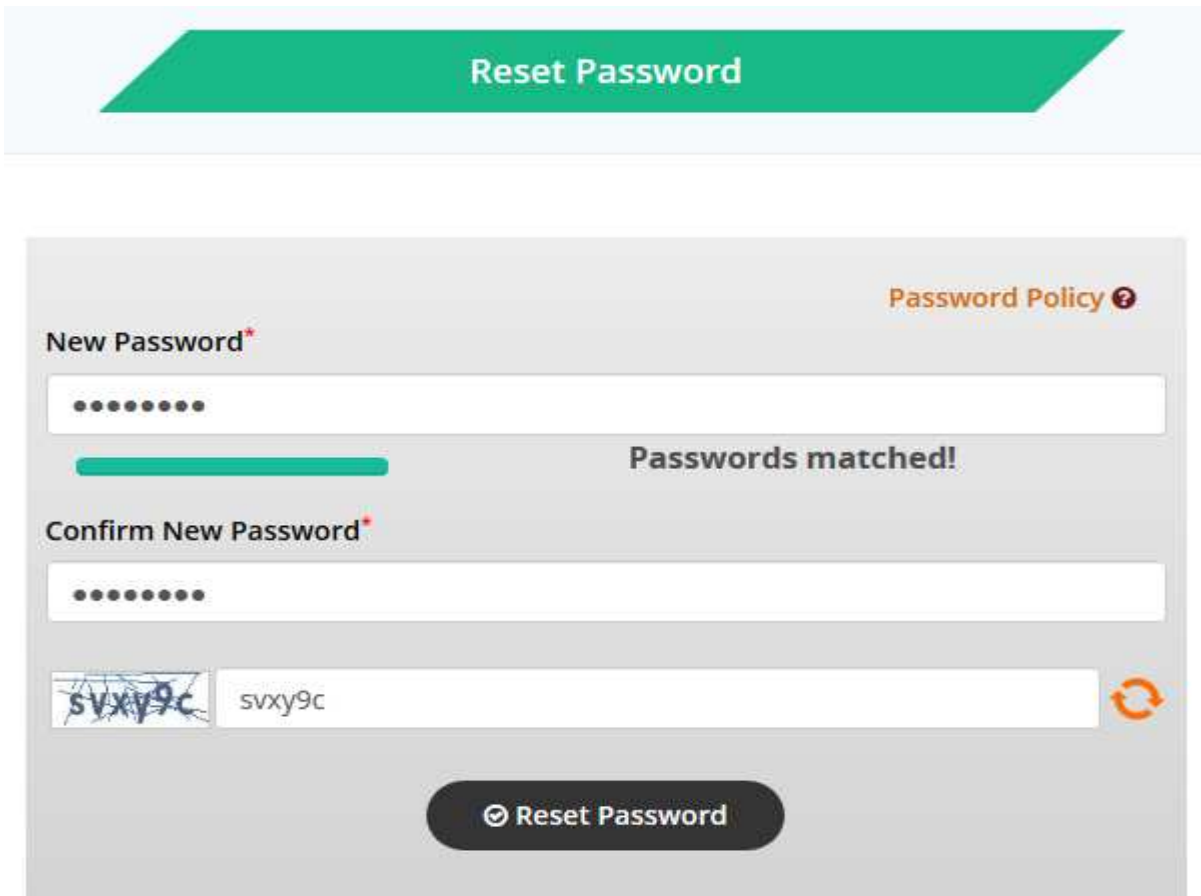 Reset Password
Password Policy
New Password*
••••••••
Passwords matched!
Confirm New Password*
••••••••
svxy9c svxy9c
Reset Password